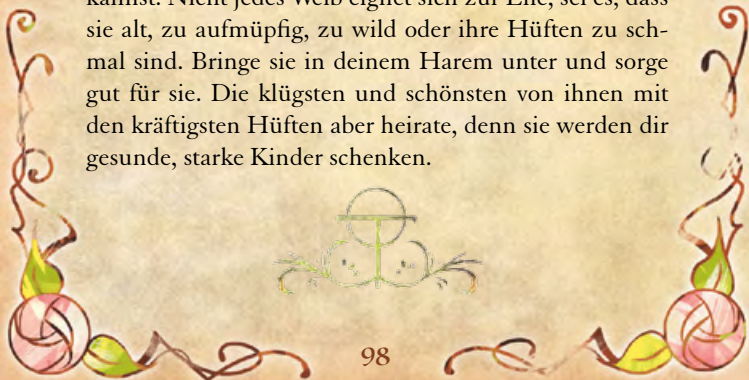 kannst. Nicht jedes Weib eignet sich zur Ehe, sei es, dass
sie alt, zu aufmüpfig, zu wild oder ihre Hüften zu sch-
mal sind. Bringe sie in deinem Harem unter und sorge
gut für sie. Die klügsten und schönsten von ihnen mit
den kräftigsten Hüften aber heirate, denn sie werden dir
gesunde, starke Kinder schenken.
98